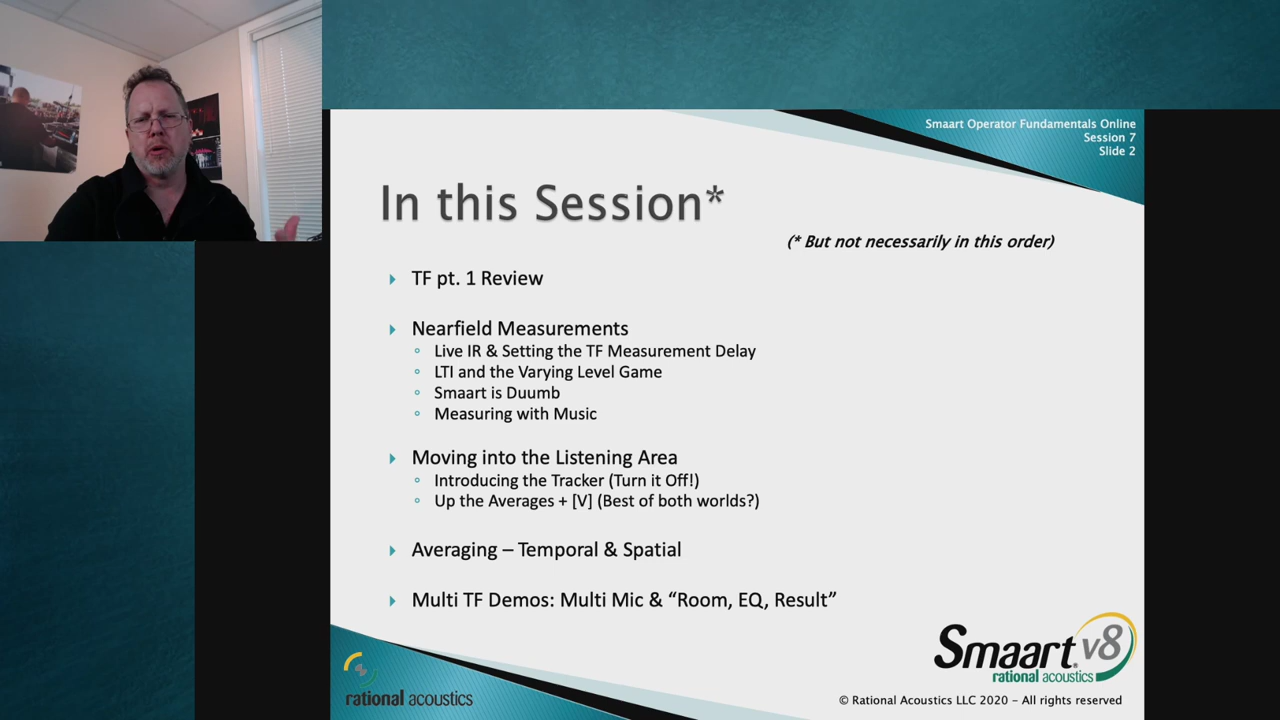 Smaart Operator Fundamentals Online
Session 7
Slide 2
In this Session*
(* But not necessarily in this order)
TF pt. 1 Review
Nearfield Measurements
Live IR & Setting the TF Measurement Delay
LTI and the Varying Level Game
Smaart is Duumb
Measuring with Music
Moving into the Listening Area
Introducing the Tracker (Turn it Off!)
Up the Averages + [V] (Best of both worlds?)
Averaging – Temporal & Spatial
Multi TF Demos: Multi Mic & “Room, EQ, Result”
Smaart® v8
rational acoustics
rational acoustics
© Rational Acoustics LLC 2020 – All rights reserved